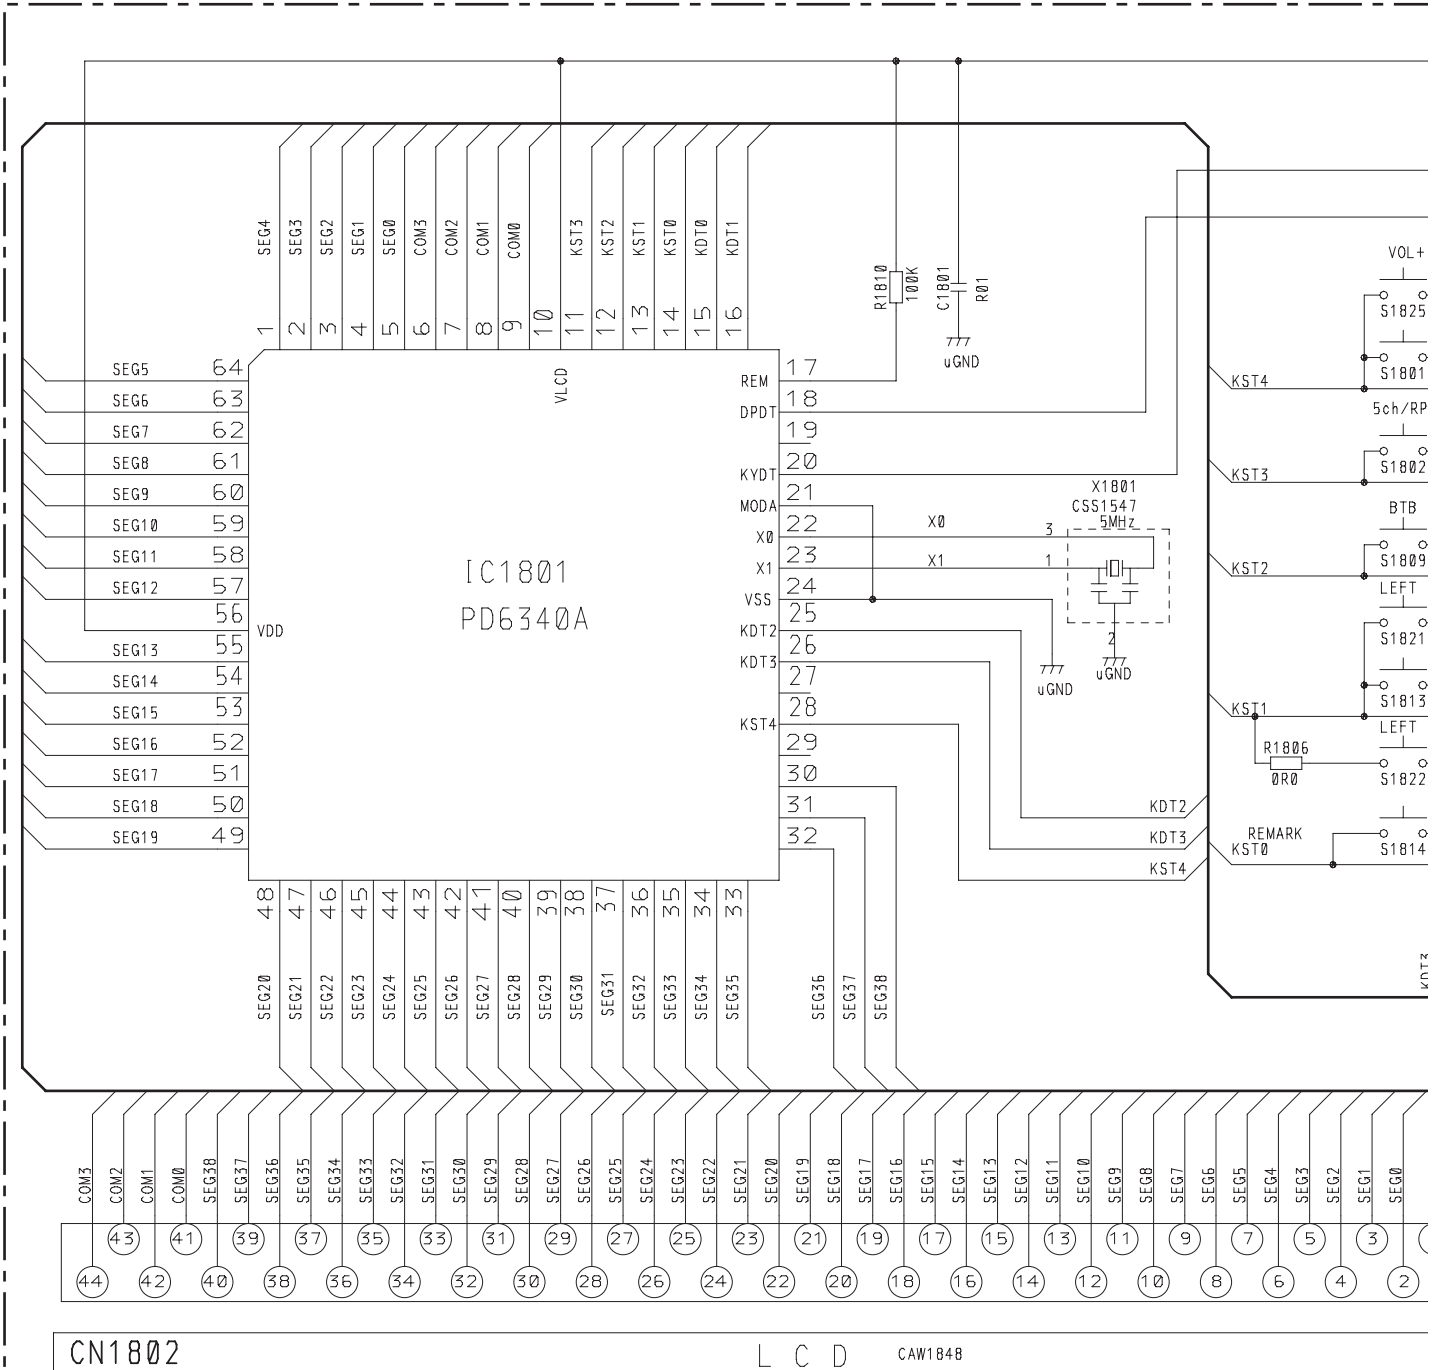 SEG4 SEG3 SEG2 SEG1 SEG0 COM3 COM2 COM1 COM0 KST3 KST2 KST1 KST0 KDT0 KDT1
1 2 3 4 5 6 7 8 9 10 11 12 13 14 15 16
R1810 100K C1801 R01
uGND
VLCD
SEG5 64
SEG6 63
SEG7 62
SEG8 61
SEG9 60
SEG10 59
SEG11 58
SEG12 57
56 VDD
SEG13 55
SEG14 54
SEG15 53
SEG16 52
SEG17 51
SEG18 50
SEG19 49
IC1801
PD6340A
REM 17
DPDT 18
19
KYDT 20
MODA 21
X0 22 X0 3
X1 23 X1 1
VSS 24
KDT2 25
KDT3 26
27
KST4 28
29
30
31
32
X1801
CSS1547
5MHz
2
uGND
uGND
KDT2
KDT3
KST4
VOL+
S1825
S1801
KST4
5ch/RP
S1802
KST3
BTB
S1809
KST2
LEFT
S1821
S1813
KST1
LEFT
R1806
0R0
S1822
REMARK
S1814
KST0
KDT3
48 47 46 45 44 43 42 41 40 39 38 37 36 35 34 33
SEG20 SEG21 SEG22 SEG23 SEG24 SEG25 SEG26 SEG27 SEG28 SEG29 SEG30 SEG31 SEG32 SEG33 SEG34 SEG35 SEG36 SEG37 SEG38
COM3 COM2 COM1 COM0 SEG38 SEG37 SEG36 SEG35 SEG34 SEG33 SEG32 SEG31 SEG30 SEG29 SEG28 SEG27 SEG26 SEG25 SEG24 SEG23 SEG22 SEG21 SEG20 SEG19 SEG18 SEG17 SEG16 SEG15 SEG14 SEG13 SEG12 SEG11 SEG10 SEG9 SEG8 SEG7 SEG6 SEG5 SEG4 SEG3 SEG2 SEG1 SEG0
43 41 39 37 35 33 31 29 27 25 23 21 19 17 15 13 11 9 7 5 3
44 42 40 38 36 34 32 30 28 26 24 22 20 18 16 14 12 10 8 6 4 2
CN1802 LCD CAW1848